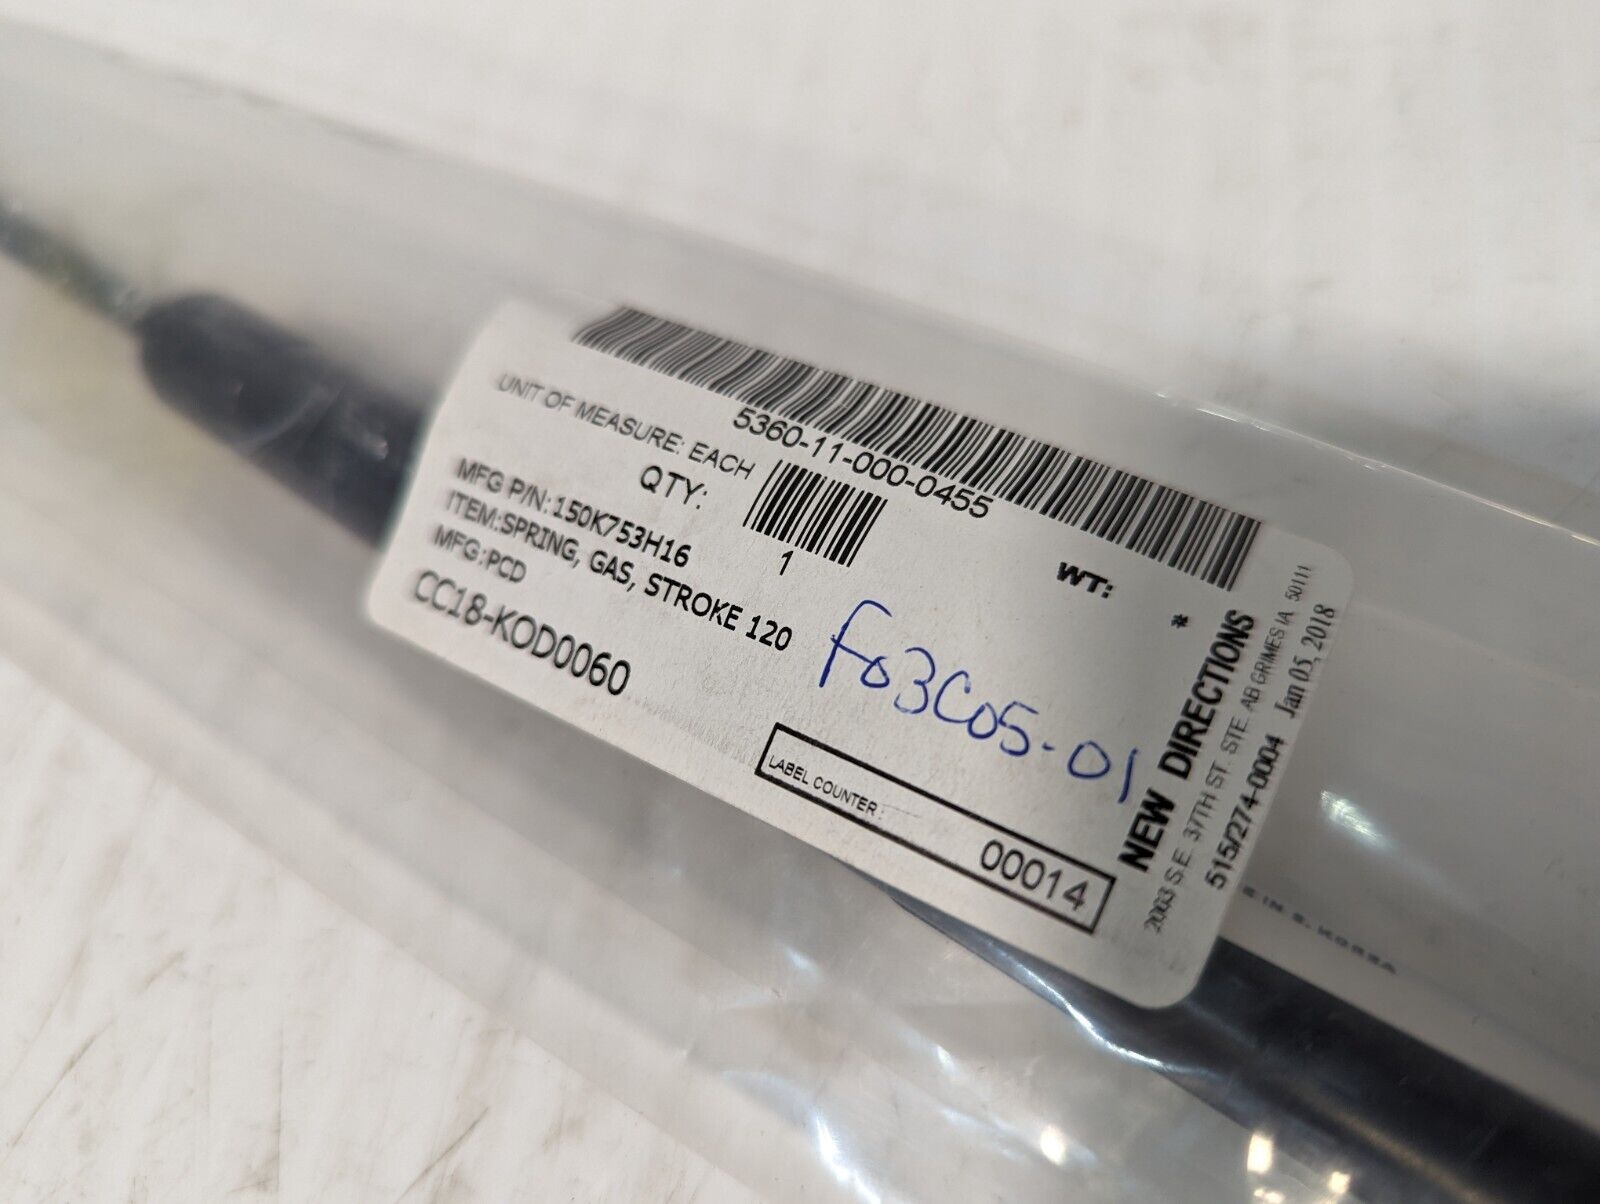 5360-11-000-0455
UNIT OF MEASURE: EACH
QTY:
1
WT:
MFG P/N:150K753H16
ITEM:SPRING, GAS, STROKE 120
MFG:PCD
CC18-KOD0060
F03C05-01
LABEL COUNTER:
00014
*
NEW DIRECTIONS
2003 S.E. 37TH ST. STE. AB GRIMES IA. 50111
515/274-0004 Jan 05, 2018
IN S. KOREA